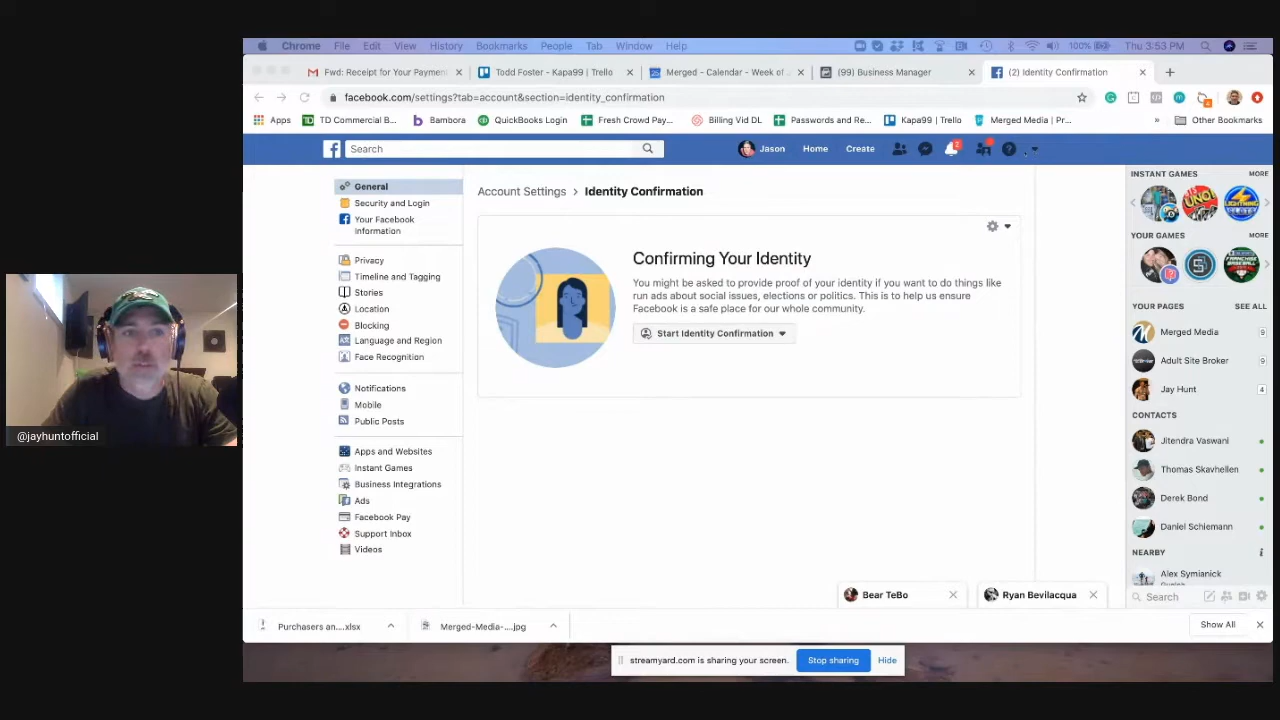 Chrome File Edit View History Bookmarks People Tab Window Help 100% Thu 3:53 PM
Fwd: Receipt for Your Paymen
Todd Foster - Kapa99 | Trello
Merged - Calendar - Week of
(99) Business Manager
(2) Identity Confirmation
facebook.com/settings?tab=account&section=identity_confirmation
Apps TD Commercial B... Bambora QuickBooks Login Fresh Crowd Pay... Billing Vid DL Passwords and Re... Kapa99 | Trello Merged Media | Pr... » Other Bookmarks
Search
Jason Home Create 2
General
Security and Login
Your Facebook
Information
Privacy
Timeline and Tagging
Stories
Location
Blocking
Language and Region
Face Recognition
Notifications
Mobile
Public Posts
Apps and Websites
Instant Games
Business Integrations
Ads
Facebook Pay
Support Inbox
Videos
Account Settings > Identity Confirmation
Confirming Your Identity
You might be asked to provide proof of your identity if you want to do things like
run ads about social issues, elections or politics. This is to help us ensure
Facebook is a safe place for our whole community.
Start Identity Confirmation
INSTANT GAMES MORE
UNO
YOUR GAMES MORE
YOUR PAGES SEE ALL
Merged Media 9
Adult Site Broker 9
Jay Hunt 4
CONTACTS
Jitendra Vaswani
Thomas Skavhellen
Derek Bond
Daniel Schiemann
NEARBY
Alex Symianick
Search
Bear TeBo
Ryan Bevilacqua
@jayhuntofficial
Purchasers an....xlsx
Merged-Media-....jpg
Show All
streamyard.com is sharing your screen. Stop sharing Hide